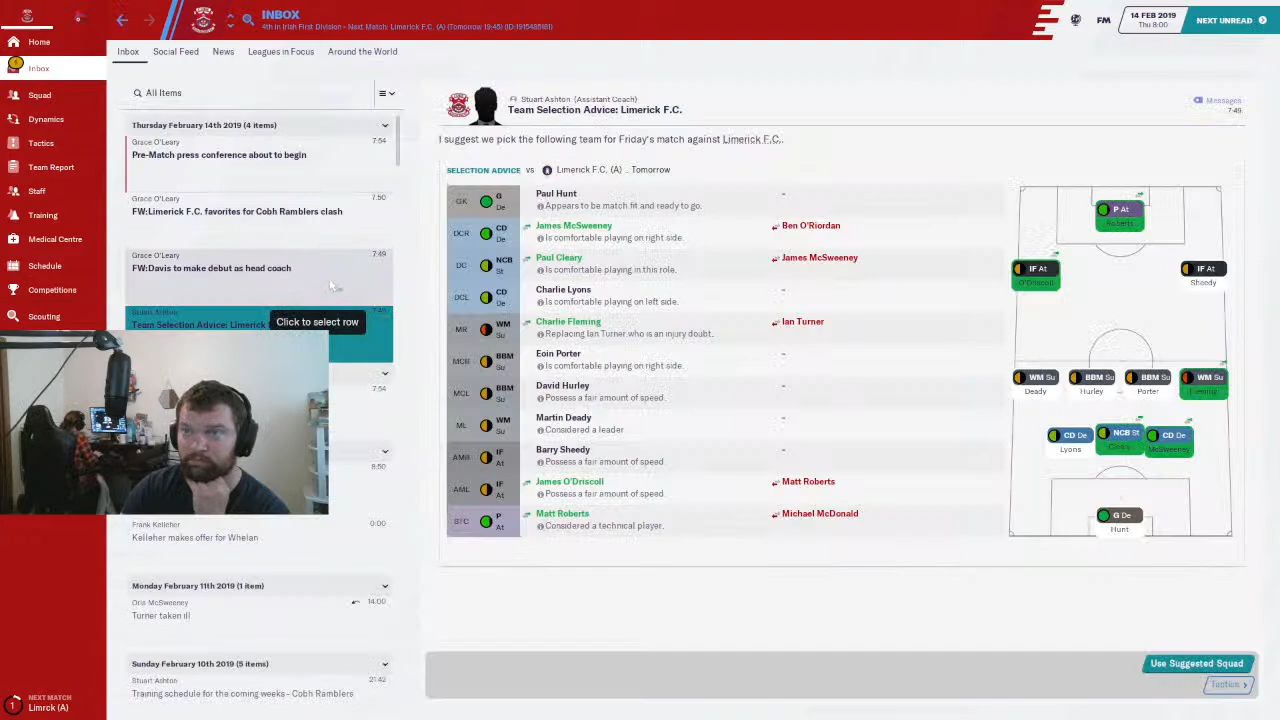 INBOX
4th in Irish First Division - Next Match: Limerick F.C. (A) (Tomorrow 19:45) (ID:1915485181)
FM
14 FEB 2019
Thu 8:00
NEXT UNREAD
Home
Inbox
Squad
Dynamics
Tactics
Team Report
Staff
Training
Medical Centre
Schedule
Competitions
Scouting
NEXT MATCH
1
Limrck (A)
Inbox
Social Feed
News
Leagues in Focus
Around the World
All Items
Thursday February 14th 2019 (4 items)
Grace O'Leary
7:54
Pre-Match press conference about to begin
Grace O'Leary
7:50
FW:Limerick F.C. favorites for Cobh Ramblers clash
Grace O'Leary
7:49
FW:Davis to make debut as head coach
Stuart Ashton
7:49
Team Selection Advice: Limerick
Click to select row
7:54
8:50
Frank Kelleher
0:00
Kelleher makes offer for Whelan
Monday February 11th 2019 (1 item)
Oris McSweeney
14:00
Turner taken ill
Sunday February 10th 2019 (5 items)
Stuart Ashton
21:42
Training schedule for the coming weeks - Cobh Ramblers
Stuart Ashton (Assistant Coach)
Team Selection Advice: Limerick F.C.
Messages
7:49
I suggest we pick the following team for Friday's match against Limerick F.C..
SELECTION ADVICE vs Limerick F.C. (A) .. Tomorrow
GK G De Paul Hunt -
Appears to be match fit and ready to go.
DCR CD De James McSweeney Ben O'Riordan
Is comfortable playing on right side.
DC NCB St Paul Cleary James McSweeney
Is comfortable playing in this role.
DCL CD De Charlie Lyons -
Is comfortable playing on left side.
MR WM Su Charlie Fleming Ian Turner
Replacing Ian Turner who is an injury doubt.
MCR BBM Su Eoin Porter -
Is comfortable playing on right side.
MCL BBM Su David Hurley -
Possess a fair amount of speed.
ML WM Su Martin Deady -
Considered a leader.
AMR IF At Barry Sheedy -
Possess a fair amount of speed.
AML IF At James O'Driscoll Matt Roberts
Possess a fair amount of speed.
STC P At Matt Roberts Michael McDonald
Considered a technical player.
P At
Roberts
IF At
O'Driscoll
IF At
Sheedy
WM Su
Deady
BBM Su
Hurley
BBM Su
Porter
WM Su
Fleming
CD De
Lyons
NCB St
Cleary
CD De
McSweeney
G De
Hunt
Use Suggested Squad
Tactics